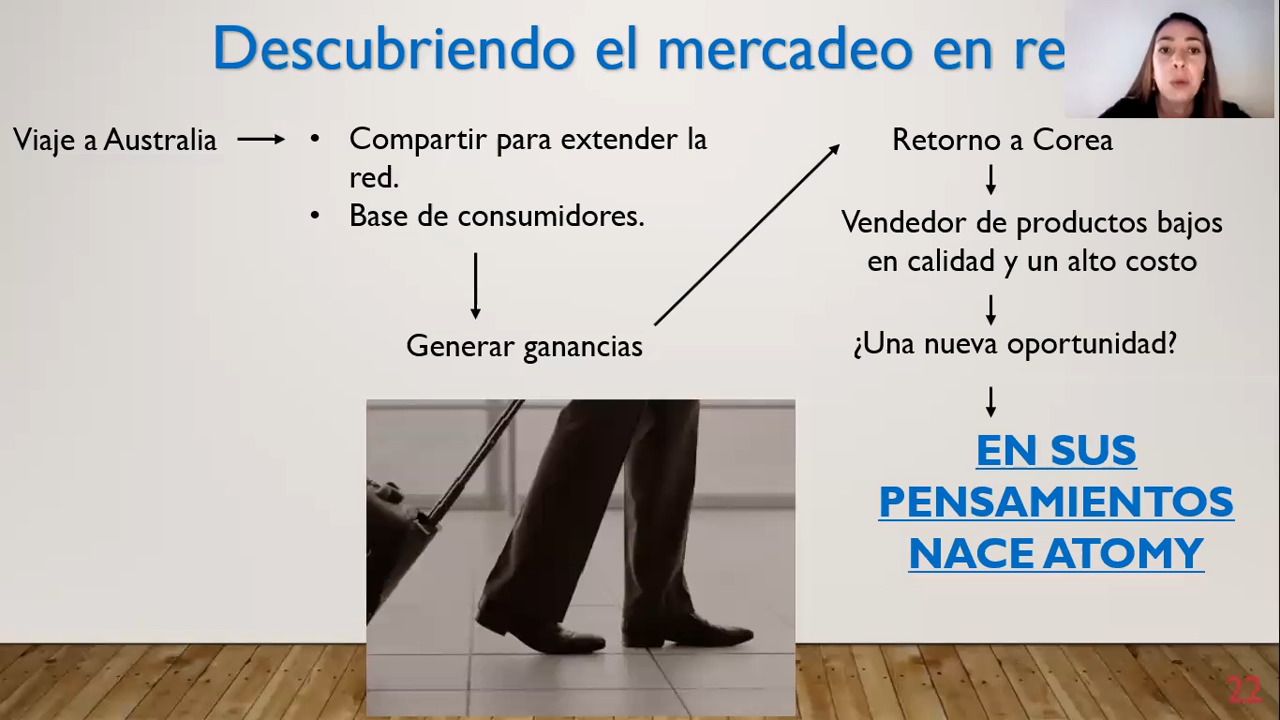 Descubriendo el mercadeo en re
Viaje a Australia
• Compartir para extender la
red.
• Base de consumidores.
Generar ganancias
Retorno a Corea
Vendedor de productos bajos
en calidad y un alto costo
¿Una nueva oportunidad?
EN SUS
PENSAMIENTOS
NACE ATOMY
22